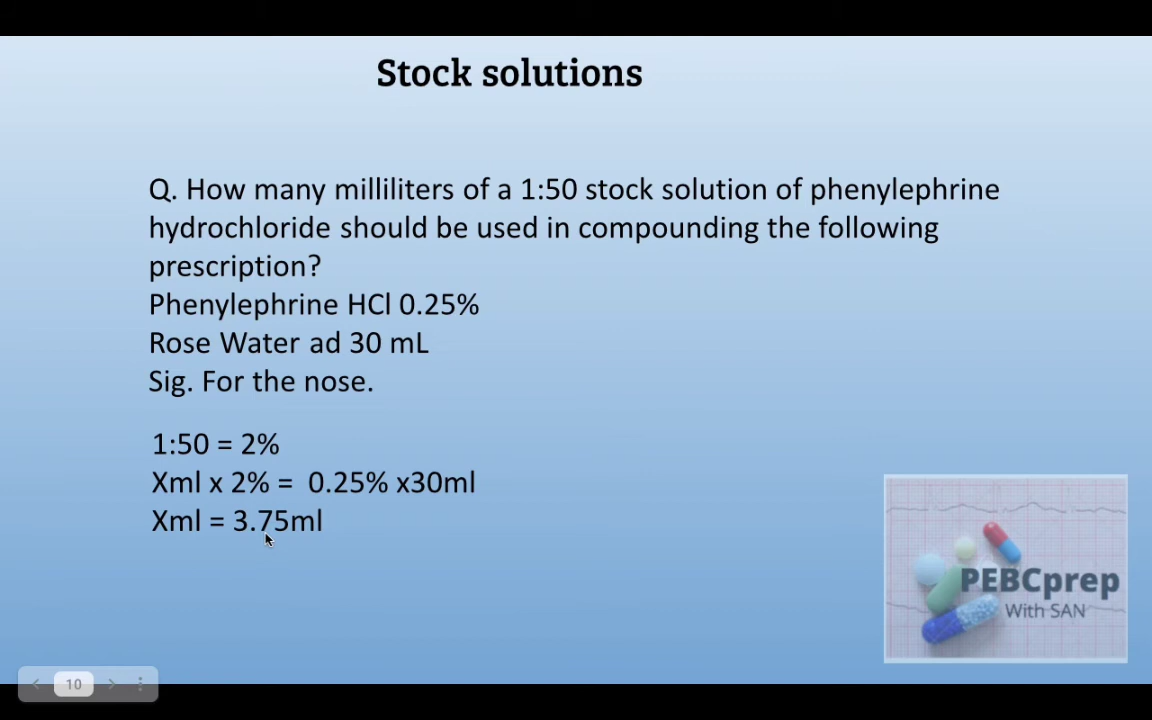 Stock solutions
Q. How many milliliters of a 1:50 stock solution of phenylephrine
hydrochloride should be used in compounding the following
prescription?
Phenylephrine HCl 0.25%
Rose Water ad 30 mL
Sig. For the nose.
1:50 = 2%
Xml x 2% =  0.25% x30ml
Xml = 3.75ml
PEBCprep
With SAN
10